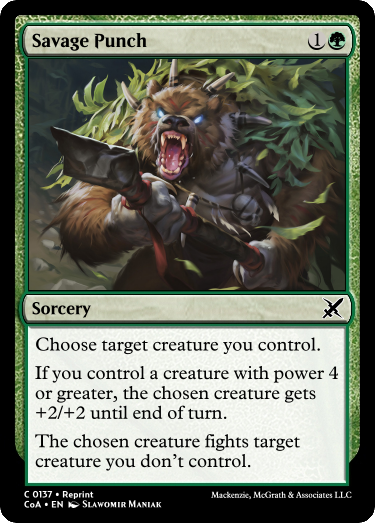 Savage Punch
1
Sorcery
Choose target creature you control.
If you control a creature with power 4
or greater, the chosen creature gets
+2/+2 until end of turn.
The chosen creature fights target
creature you don't control.
C 0137 • Reprint
CoA • EN Slawomir Maniak
Mackenzie, McGrath & Associates LLC